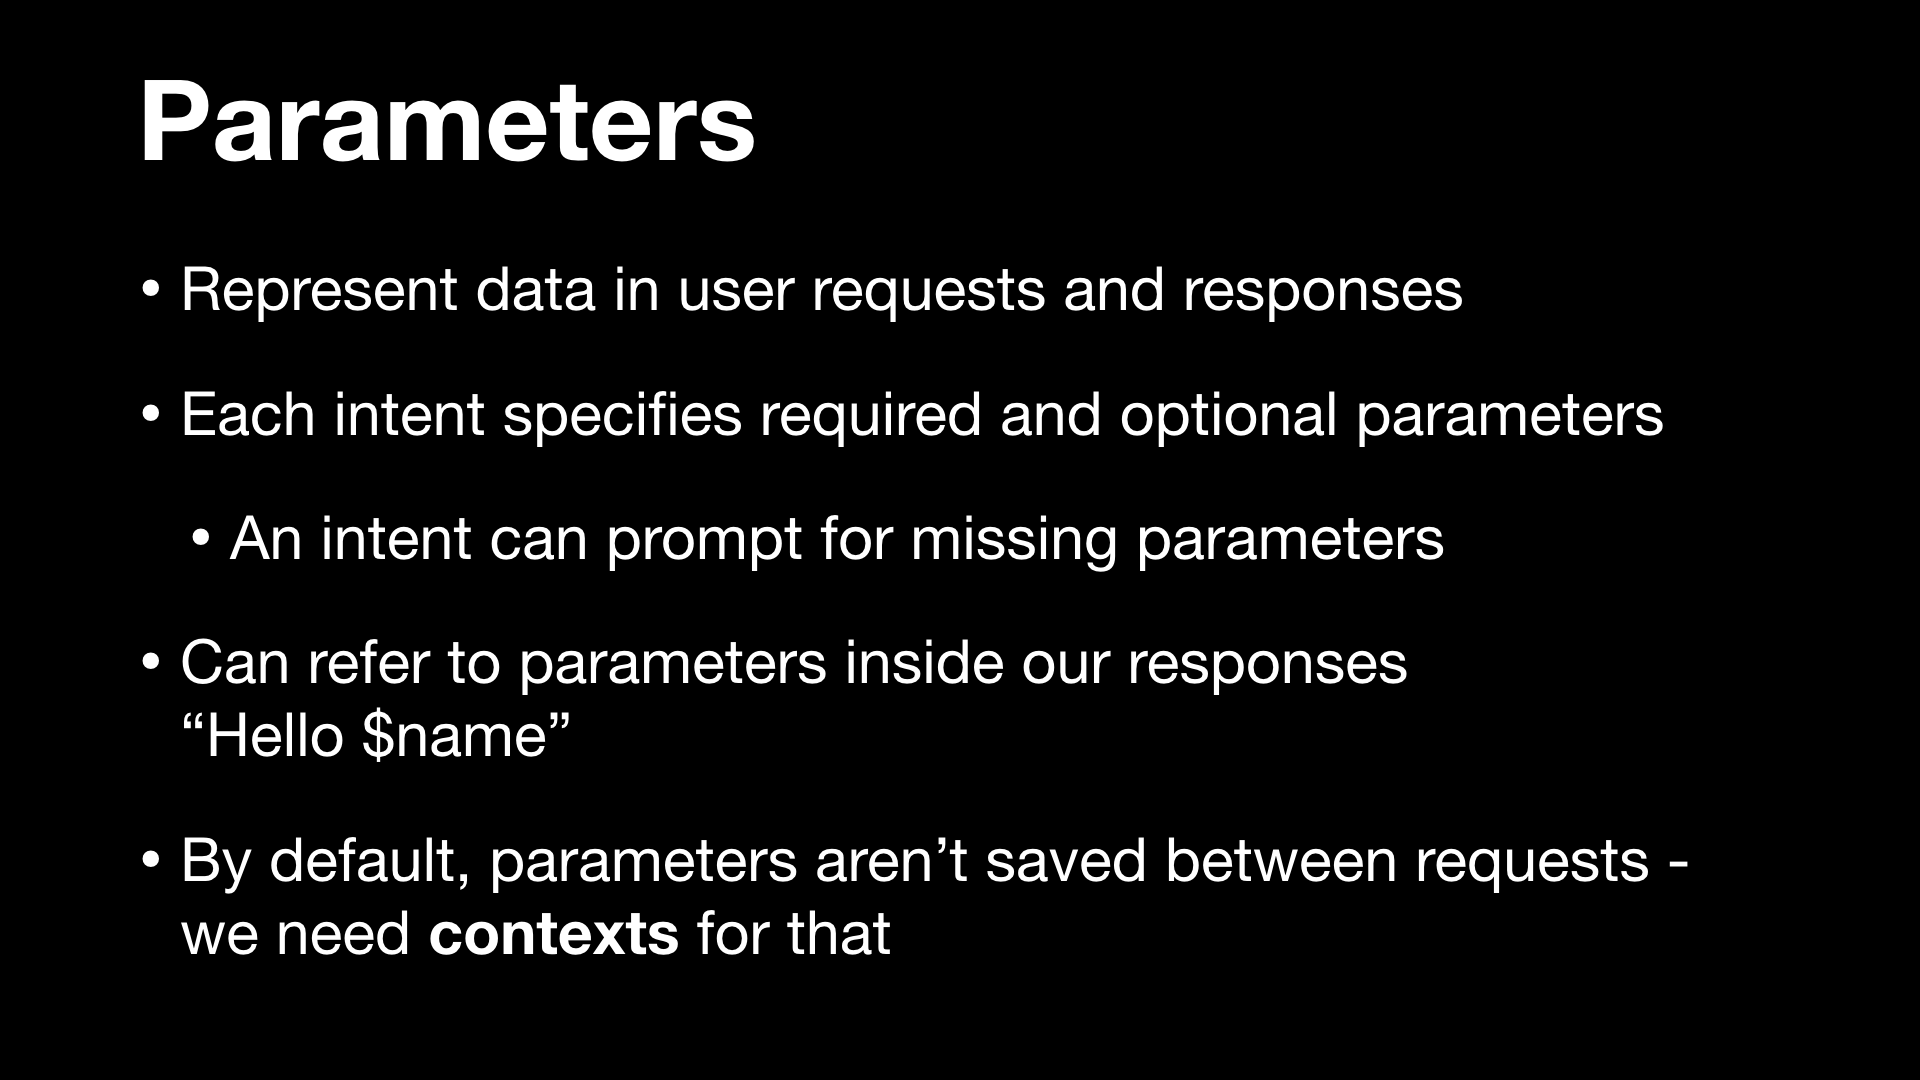 Parameters
• Represent data in user requests and responses
• Each intent specifies required and optional parameters
• An intent can prompt for missing parameters
• Can refer to parameters inside our responses
“Hello $name”
• By default, parameters aren’t saved between requests -
we need contexts for that